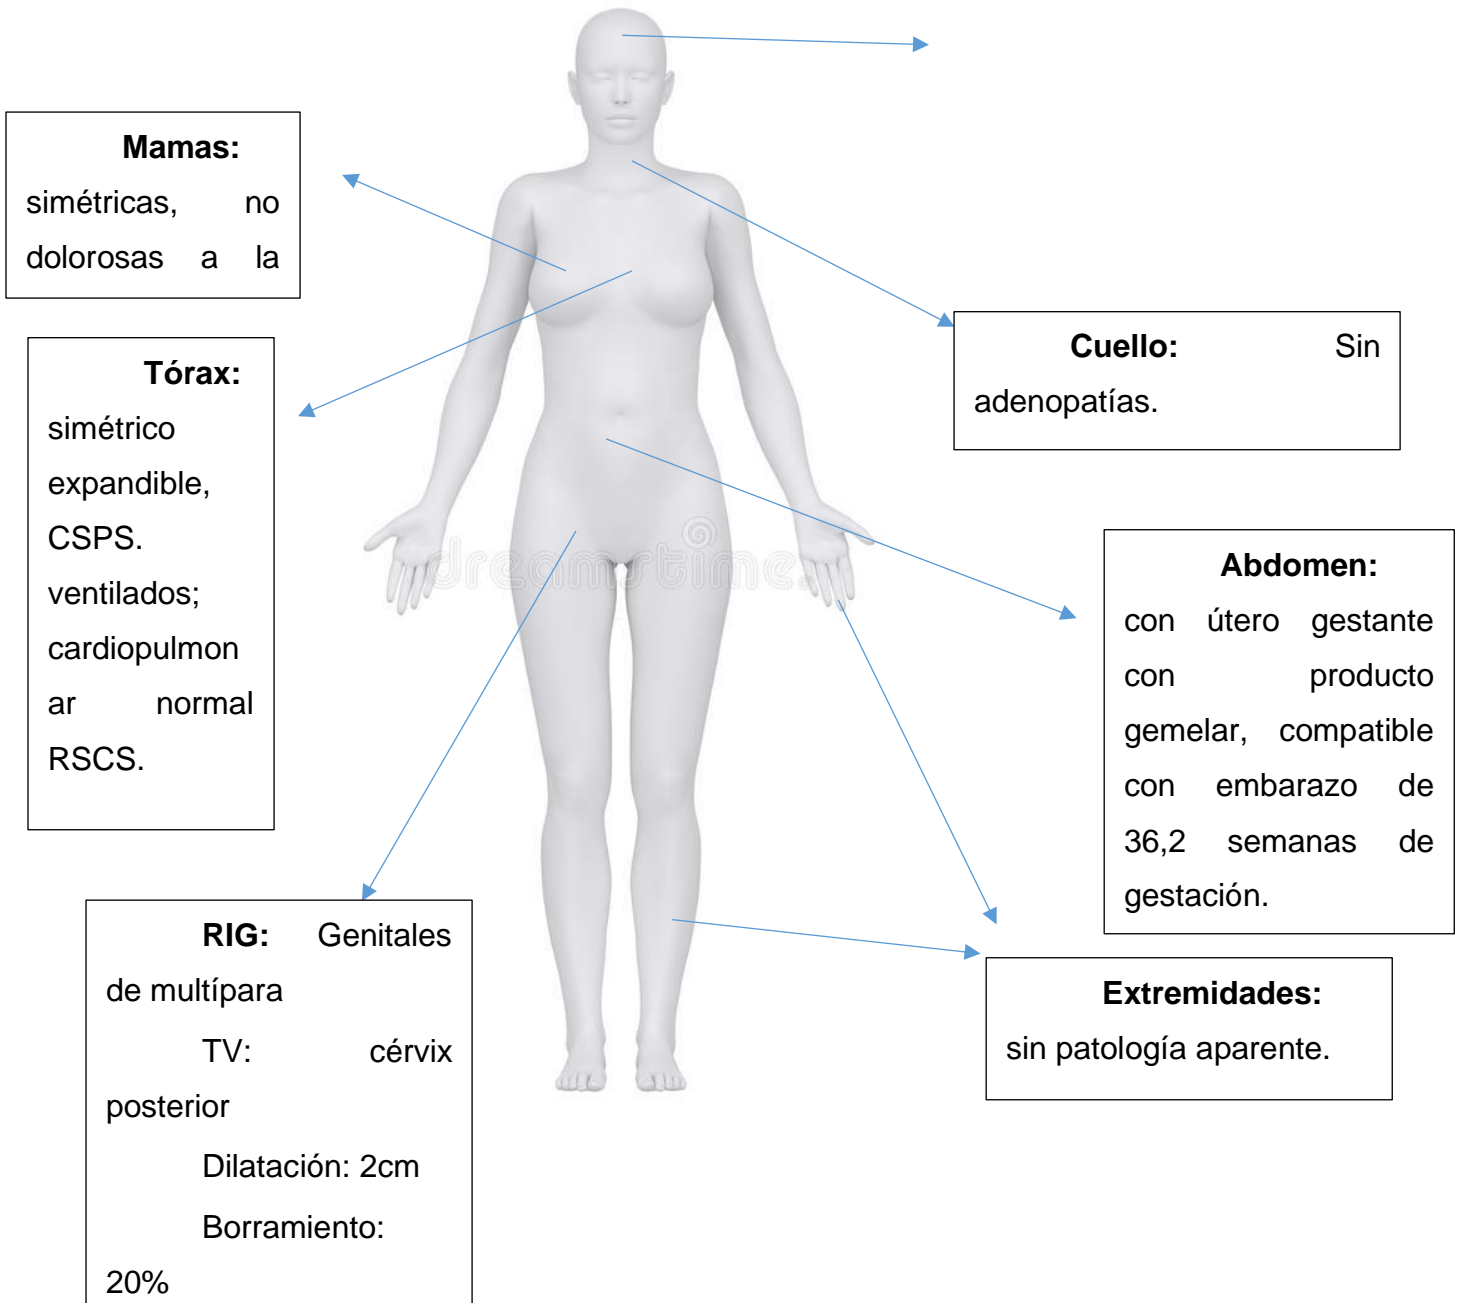 Mamas:
simétricas, no
dolorosas a la
Tórax:
simétrico
expandible,
CSPS.
ventilados;
cardiopulmon
ar normal
RSCS.
RIG: Genitales
de multípara
TV: cérvix
posterior
Dilatación: 2cm
Borramiento:
20%
Cuello: Sin
adenopatías.
Abdomen:
con útero gestante
con producto
gemelar, compatible
con embarazo de
36,2 semanas de
gestación.
Extremidades:
sin patología aparente.
dreamstime